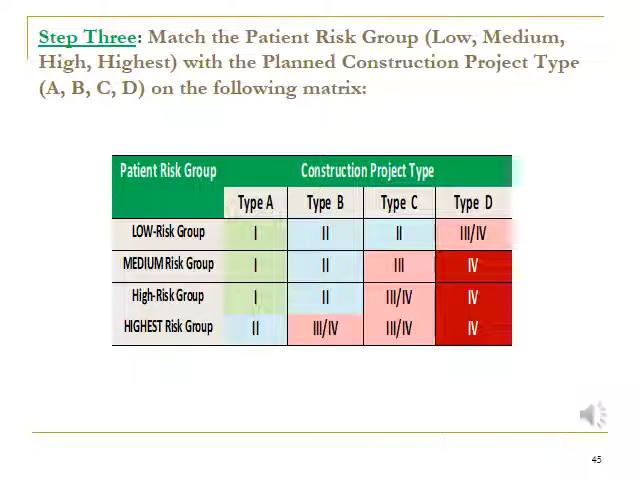 Step Three: Match the Patient Risk Group (Low, Medium,
High, Highest) with the Planned Construction Project Type
(A, B, C, D) on the following matrix:
Patient Risk Group Construction Project Type
Type A Type B Type C Type D
LOW-Risk Group I II II III/IV
MEDIUM Risk Group I II III IV
High-Risk Group I II III/IV IV
HIGHEST Risk Group II III/IV III/IV IV
45